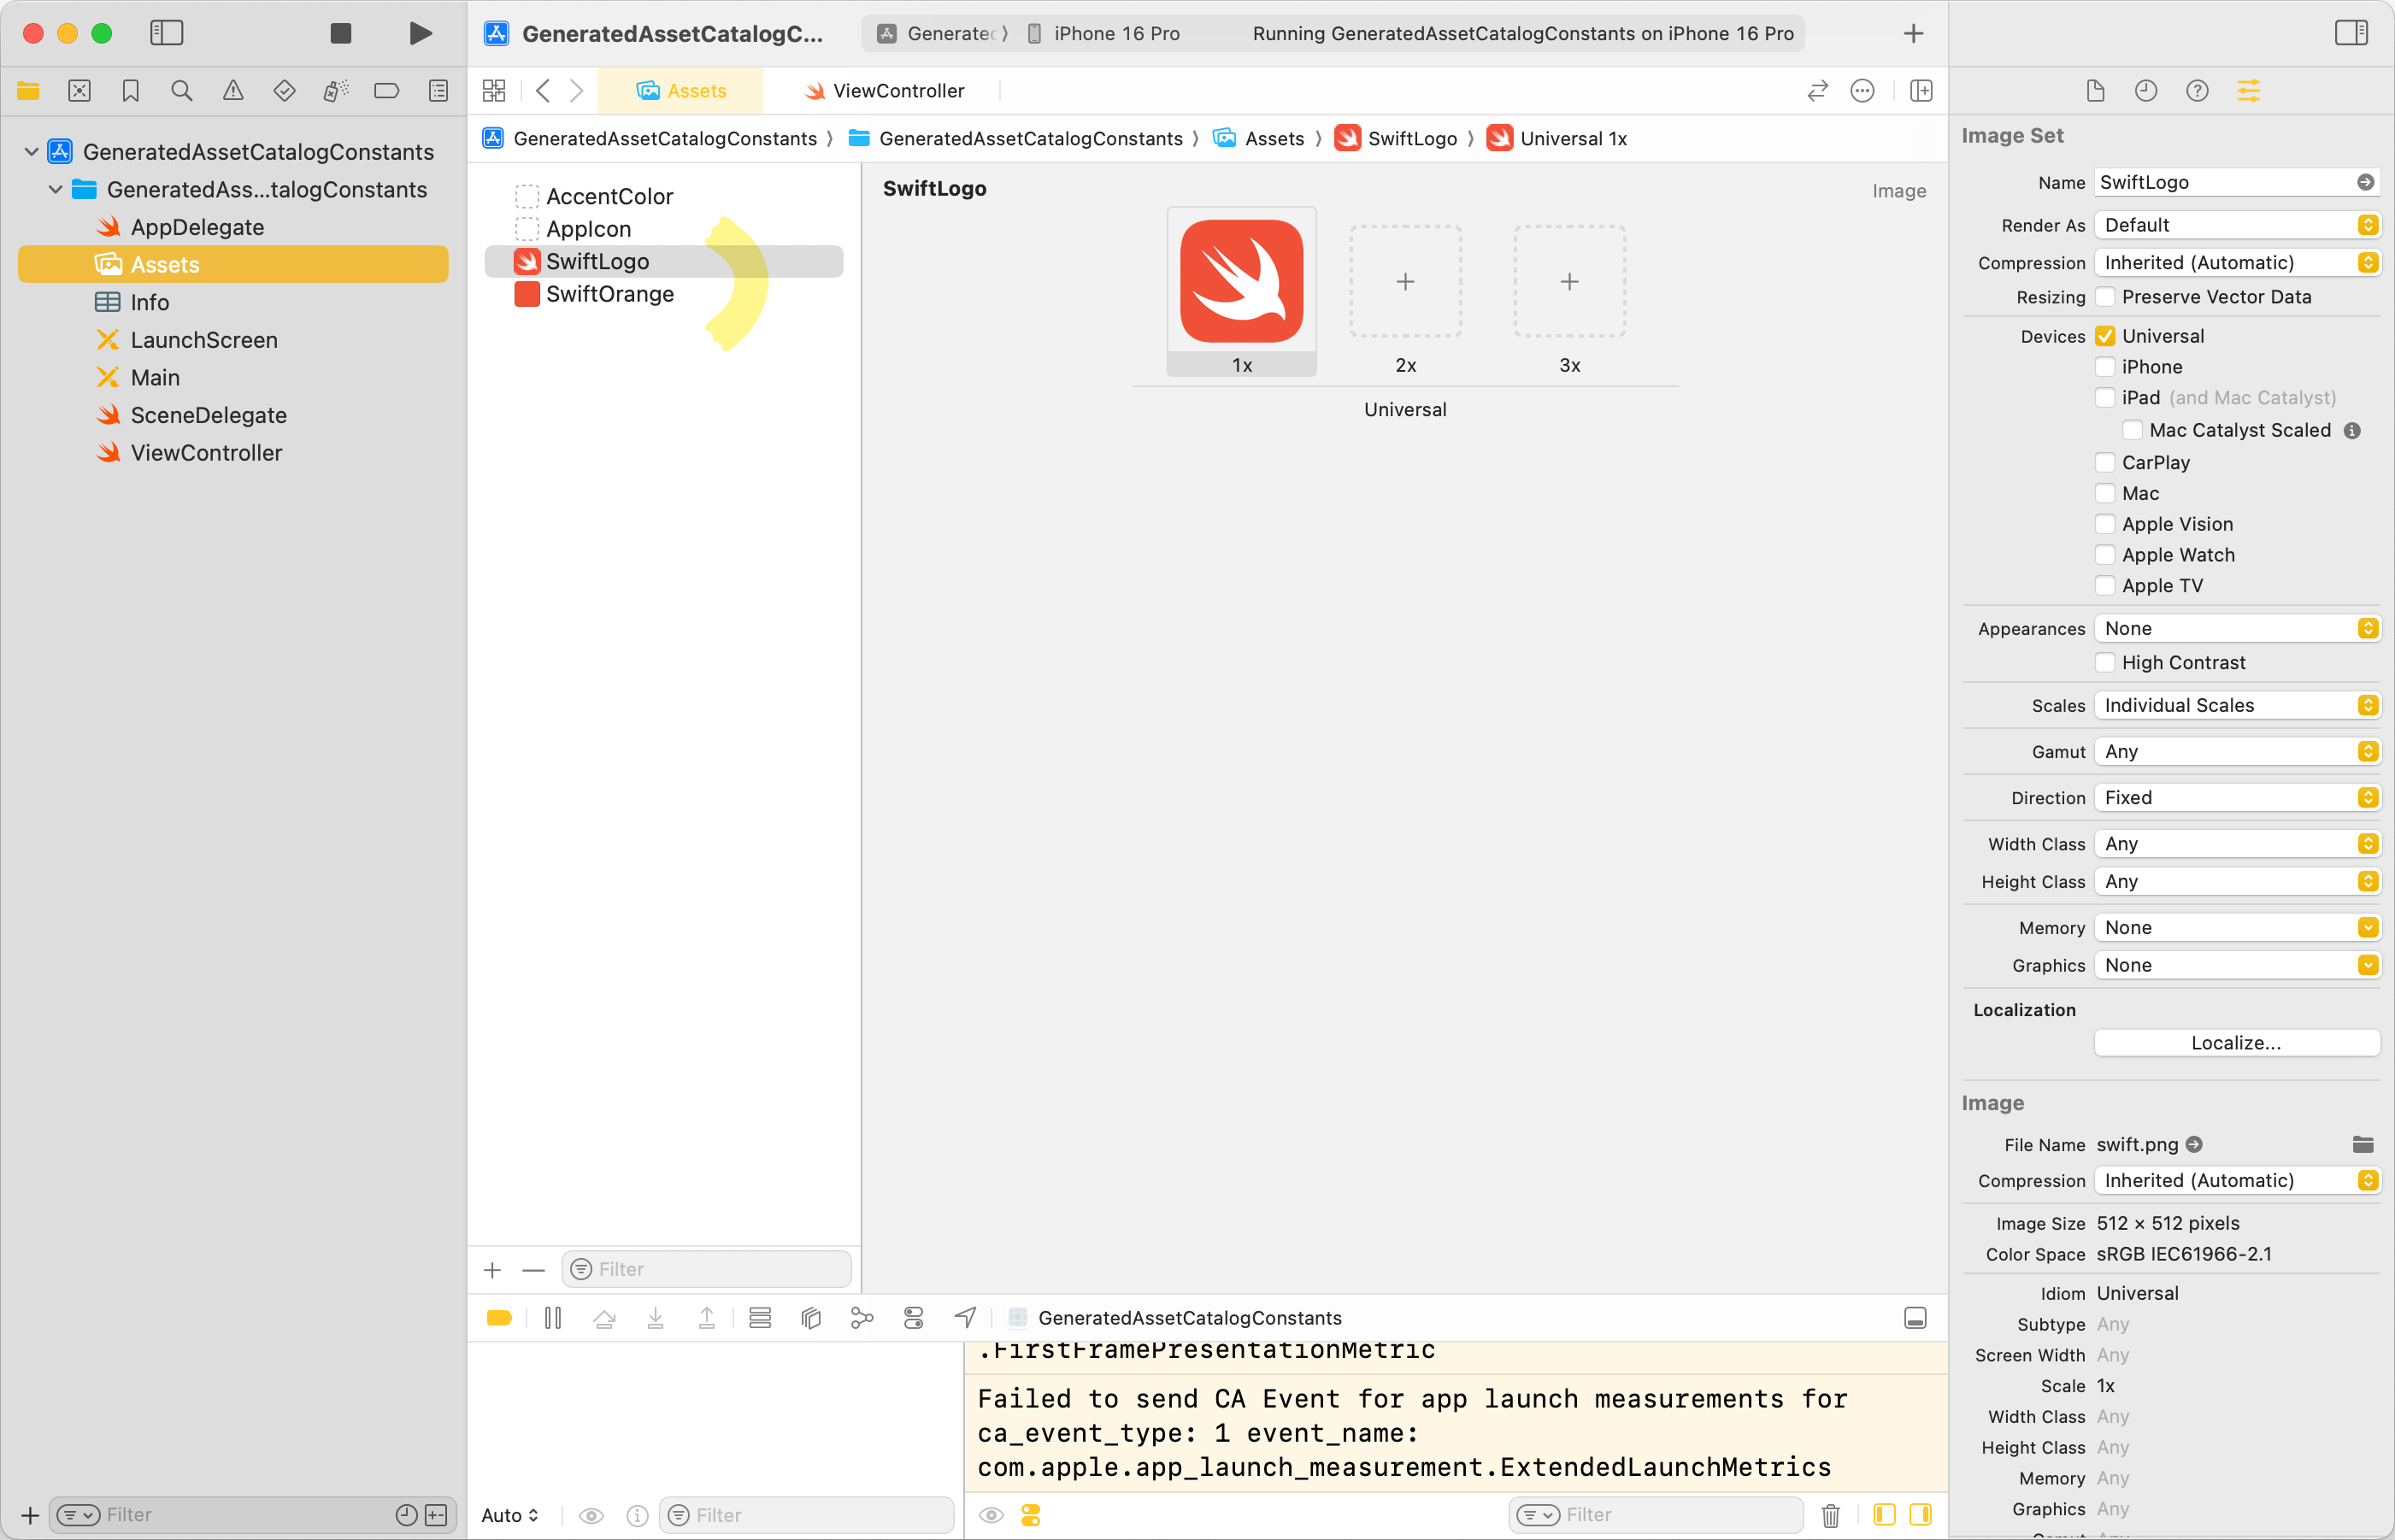 GeneratedAssetCatalogC...
Generated
iPhone 16 Pro
Running GeneratedAssetCatalogConstants on iPhone 16 Pro
Assets
ViewController
GeneratedAssetCatalogConstants
GeneratedAssetCatalogConstants
Assets
SwiftLogo
Universal 1x
GeneratedAssetCatalogConstants
GeneratedAss...talogConstants
AppDelegate
Assets
Info
LaunchScreen
Main
SceneDelegate
ViewController
Filter
AccentColor
AppIcon
SwiftLogo
SwiftOrange
Filter
SwiftLogo
Image
1x
2x
3x
Universal
GeneratedAssetCatalogConstants
.FirstFramePresentationMetric
Failed to send CA Event for app launch measurements for
ca_event_type: 1 event_name:
com.apple.app_launch_measurement.ExtendedLaunchMetrics
Auto
Filter
Filter
Image Set
Name SwiftLogo
Render As Default
Compression Inherited (Automatic)
Resizing Preserve Vector Data
Devices Universal
iPhone
iPad (and Mac Catalyst)
Mac Catalyst Scaled
CarPlay
Mac
Apple Vision
Apple Watch
Apple TV
Appearances None
High Contrast
Scales Individual Scales
Gamut Any
Direction Fixed
Width Class Any
Height Class Any
Memory None
Graphics None
Localization
Localize...
Image
File Name swift.png
Compression Inherited (Automatic)
Image Size 512 × 512 pixels
Color Space sRGB IEC61966-2.1
Idiom Universal
Subtype Any
Screen Width Any
Scale 1x
Width Class Any
Height Class Any
Memory Any
Graphics Any